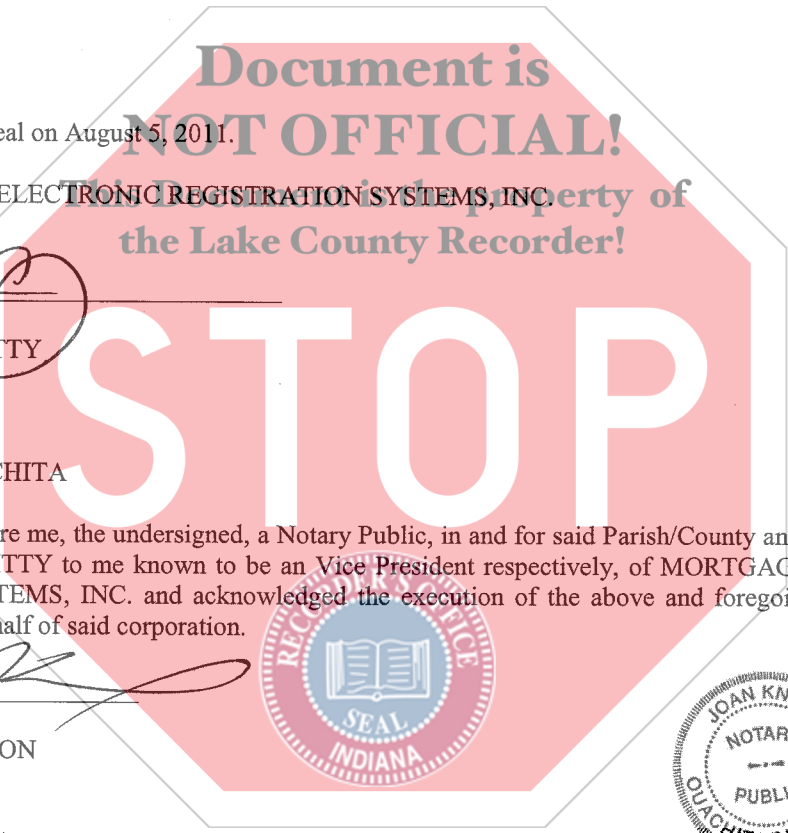 Document is
NOT OFFICIAL!
eal on August 5, 2011.
This Document is the property of
ELECTRONIC REGISTRATION SYSTEMS, INC.
the Lake County Recorder!
TTY
STOP
CHITA
re me, the undersigned, a Notary Public, in and for said Parish/County an
ITTY to me known to be an Vice President respectively, of MORTGAG
TEMS, INC. and acknowledged the execution of the above and foregoi
half of said corporation.
RECORDER'S OFFICE
SEAL
INDIANA
ON
JOAN KN
NOTAR
PUBLI
OUACHITA